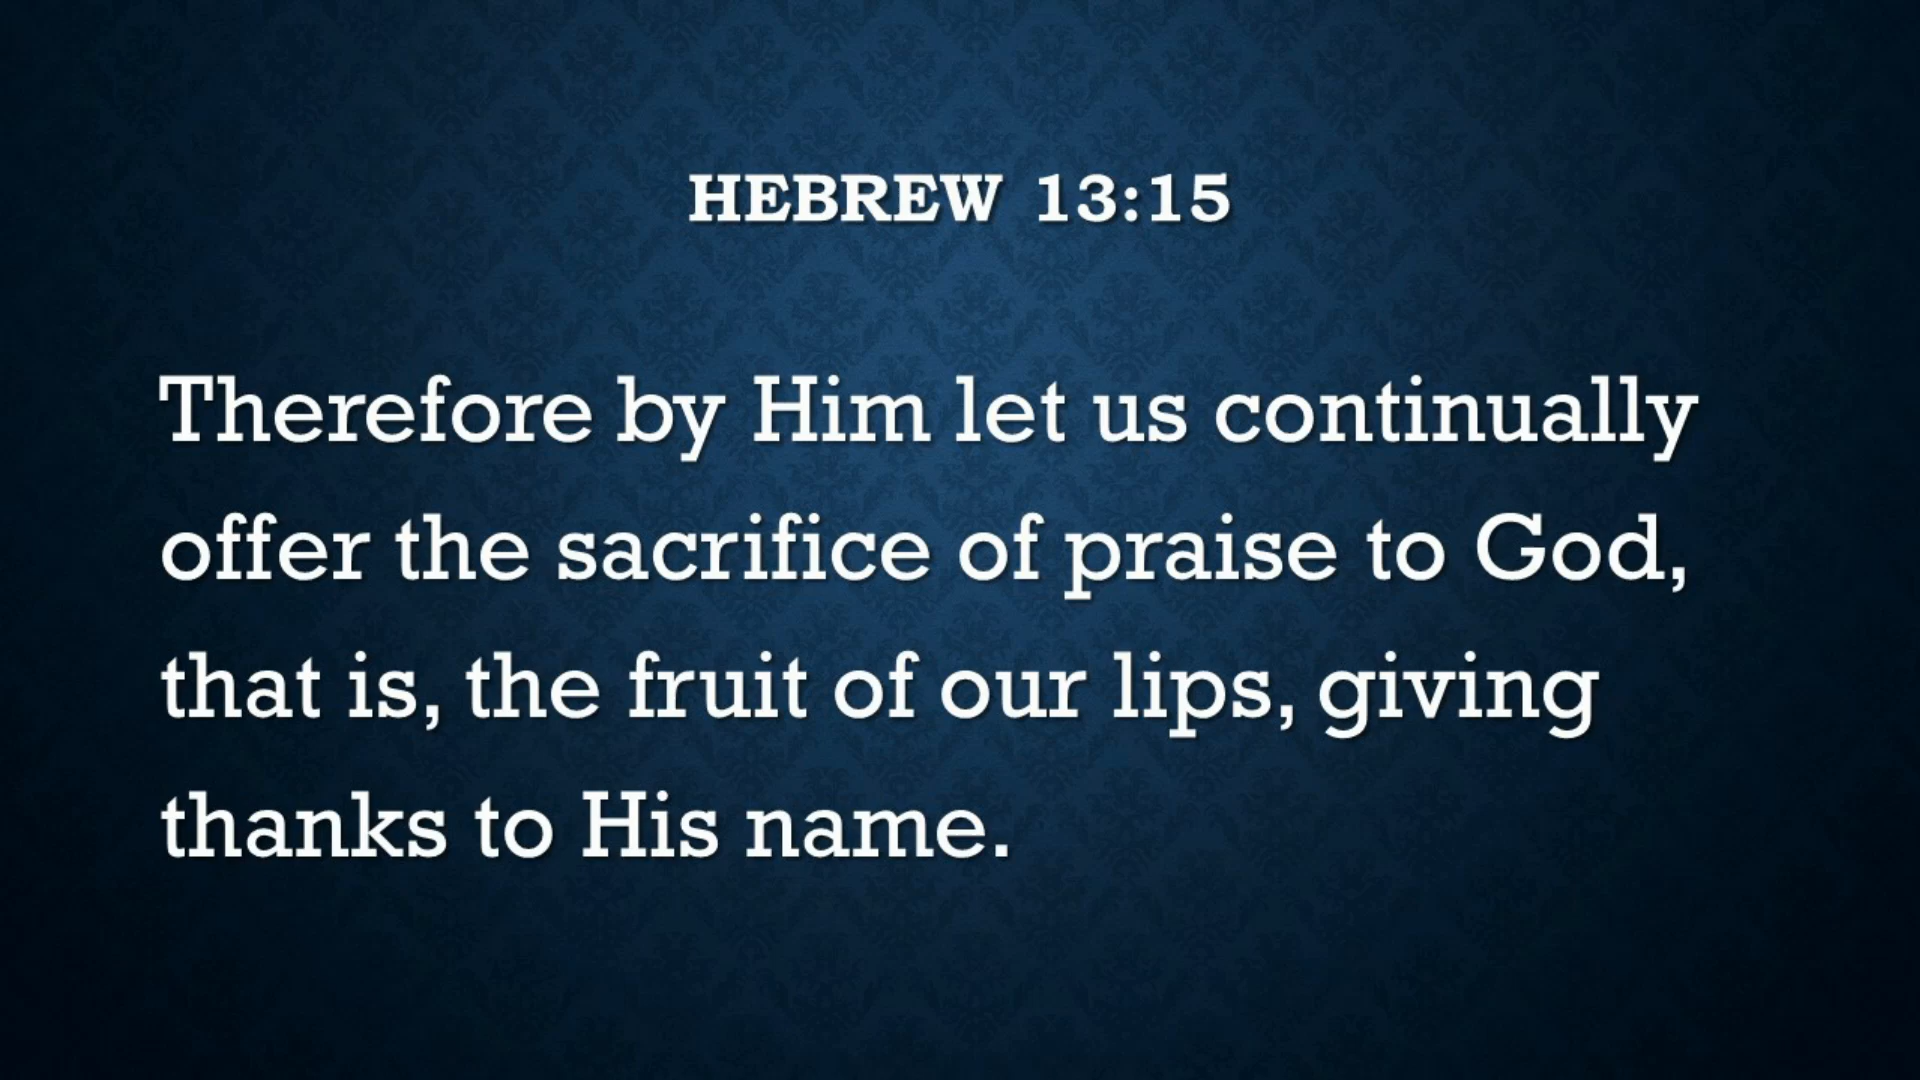 HEBREW 13:15
Therefore by Him let us continually
offer the sacrifice of praise to God,
that is, the fruit of our lips, giving
thanks to His name.